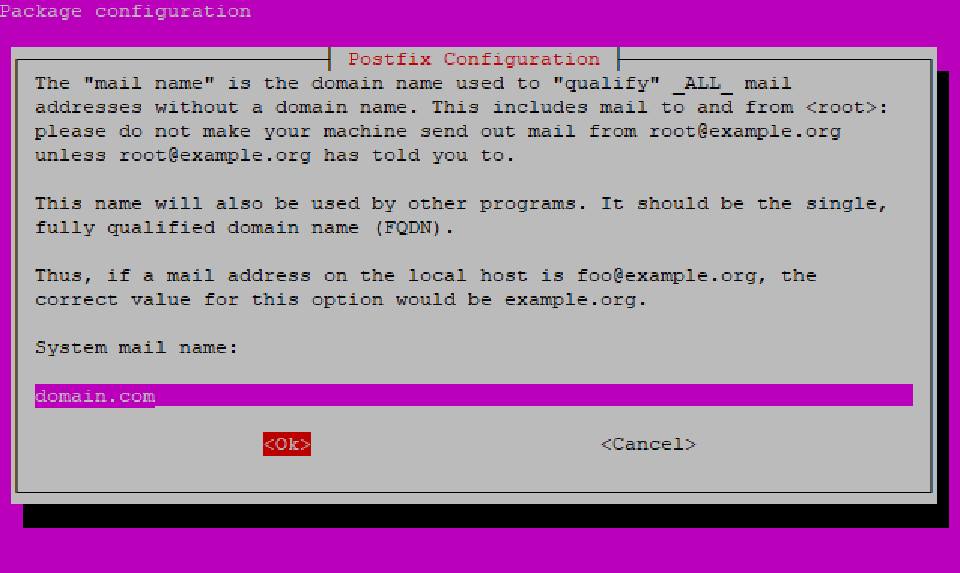 Package configuration
Postfix Configuration
The "mail name" is the domain name used to "qualify" _ALL_ mail
addresses without a domain name. This includes mail to and from <root>:
please do not make your machine send out mail from root@example.org
unless root@example.org has told you to.
This name will also be used by other programs. It should be the single,
fully qualified domain name (FQDN).
Thus, if a mail address on the local host is foo@example.org, the
correct value for this option would be example.org.
System mail name:
domain.com
<Ok> <Cancel>